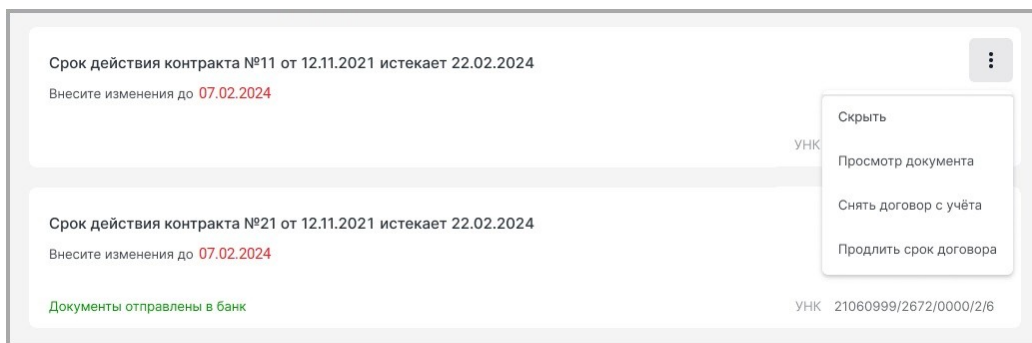 Срок действия контракта №11 от 12.11.2021 истекает 22.02.2024
Внесите изменения до 07.02.2024
УНК
Скрыть
Просмотр документа
Снять договор с учёта
Продлить срок договора
Срок действия контракта №21 от 12.11.2021 истекает 22.02.2024
Внесите изменения до 07.02.2024
Документы отправлены в банк
УНК 21060999/2672/0000/2/6